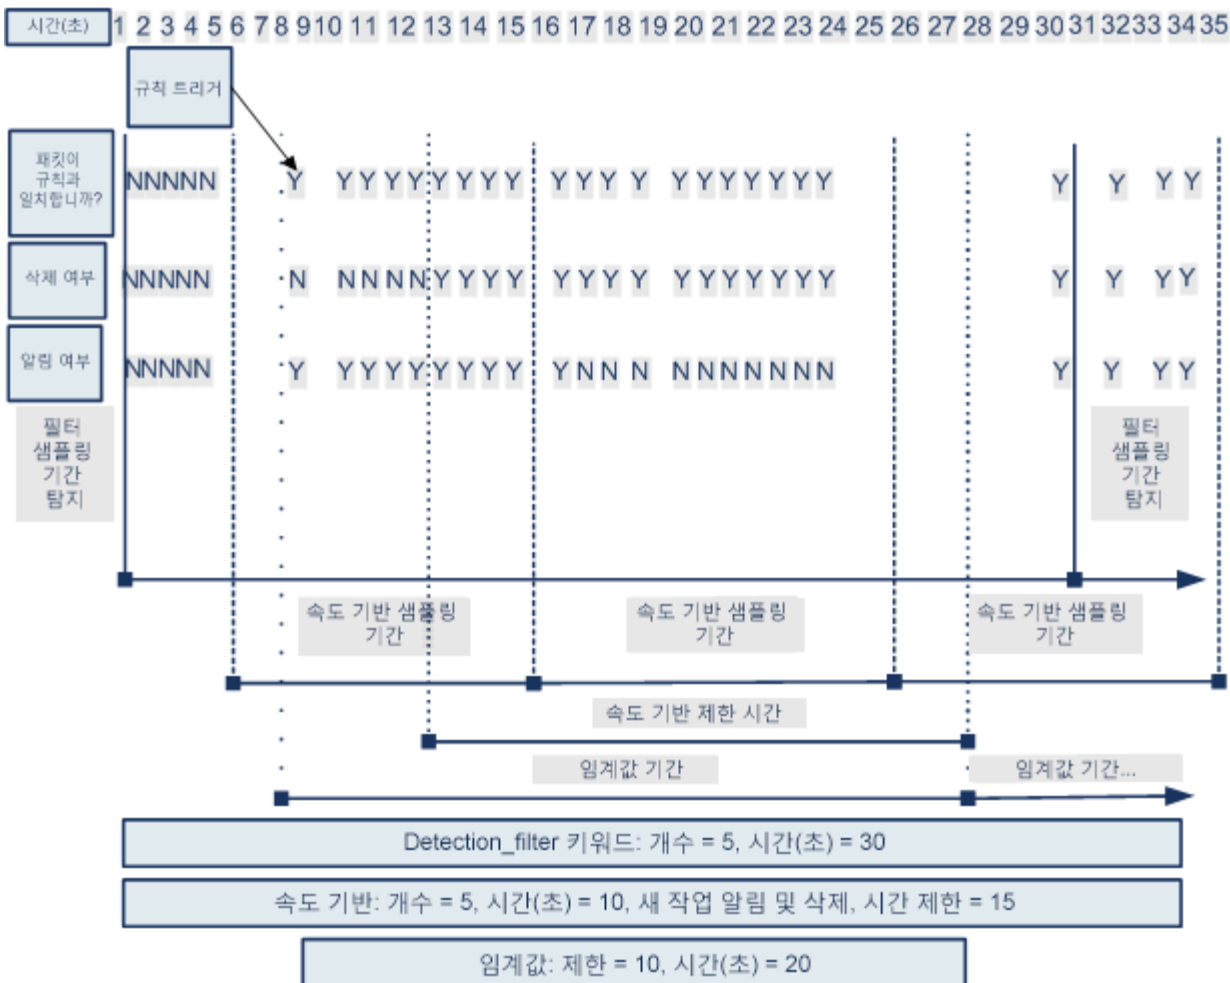 시간(초) 1 2 3 4 5 6 7 8 9 10 11 12 13 14 15 16 17 18 19 20 21 22 23 24 25 26 27 28 29 30 31 32 33 34 35
규칙 트리거
패킷이
규칙과
일치합니까?
NNNNN Y YYYYYYYY YYY Y YYYYYYY Y Y YY
삭제 여부
NNNNN N NNNNYYYY YYY Y YYYYYYY Y Y YY
알림 여부
NNNNN Y YYYYYYYY YNN N NNNNNNN Y Y YY
필터
샘플링
기간
탐지
필터
샘플링
기간
탐지
속도 기반 샘플링
기간
속도 기반 샘플링
기간
속도 기반 샘플링
기간
속도 기반 제한 시간
임계값 기간
임계값 기간...
Detection_filter 키워드: 개수 = 5, 시간(초) = 30
속도 기반: 개수 = 5, 시간(초) = 10, 새 작업 알림 및 삭제, 시간 제한 = 15
임계값: 제한 = 10, 시간(초) = 20